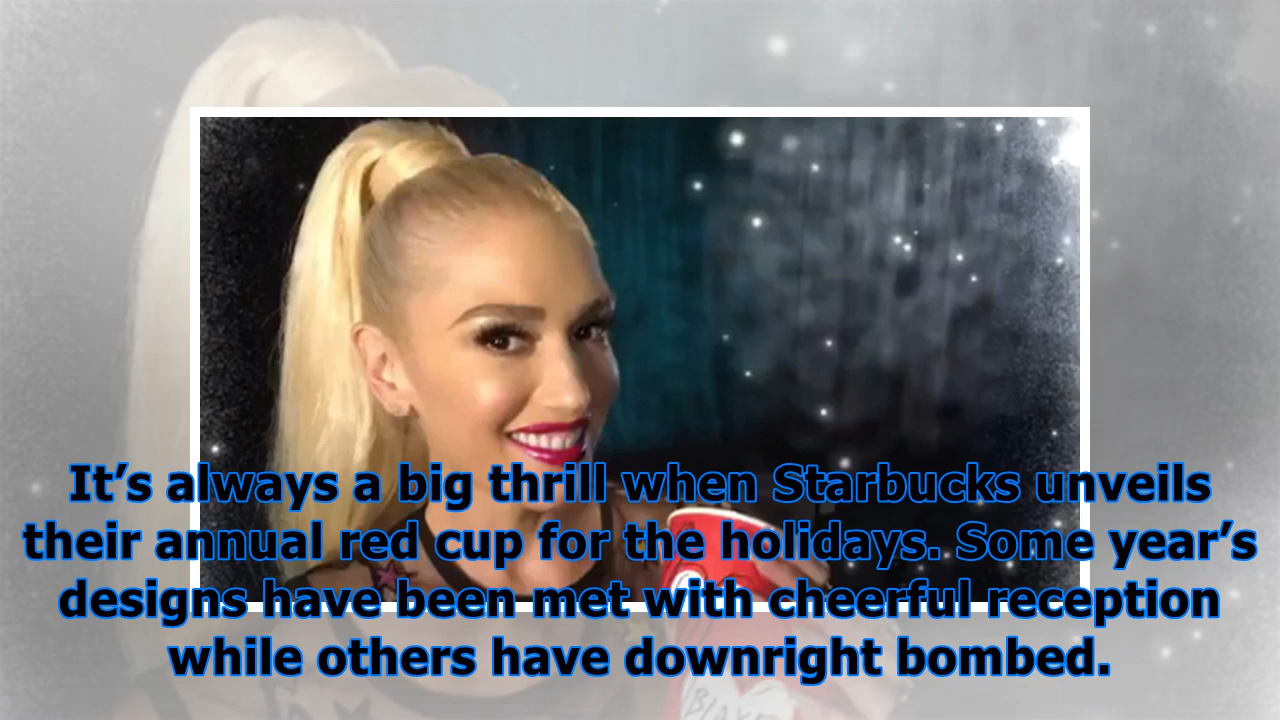 It’s always a big thrill when Starbucks unveils
their annual red cup for the holidays. Some year’s
designs have been met with cheerful reception
while others have downright bombed.